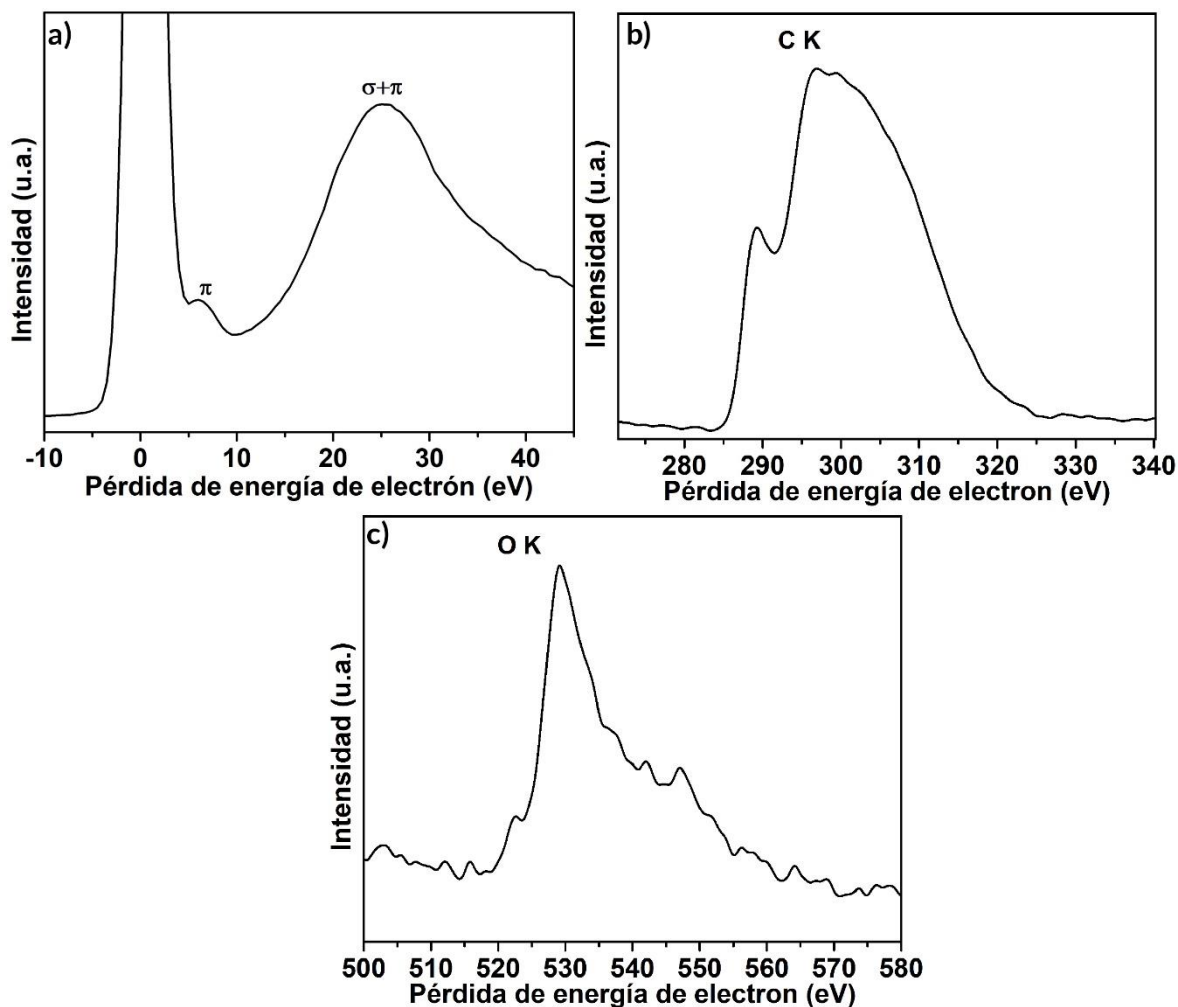 a)
σ+π
π
Intensidad (u.a.)
-10 0 10 20 30 40
Pérdida de energía de electrón (eV)
b)
C K
Intensidad (u.a.)
280 290 300 310 320 330 340
Pérdida de energía de electron (eV)
c)
O K
Intensidad (u.a.)
500 510 520 530 540 550 560 570 580
Pérdida de energía de electron (eV)